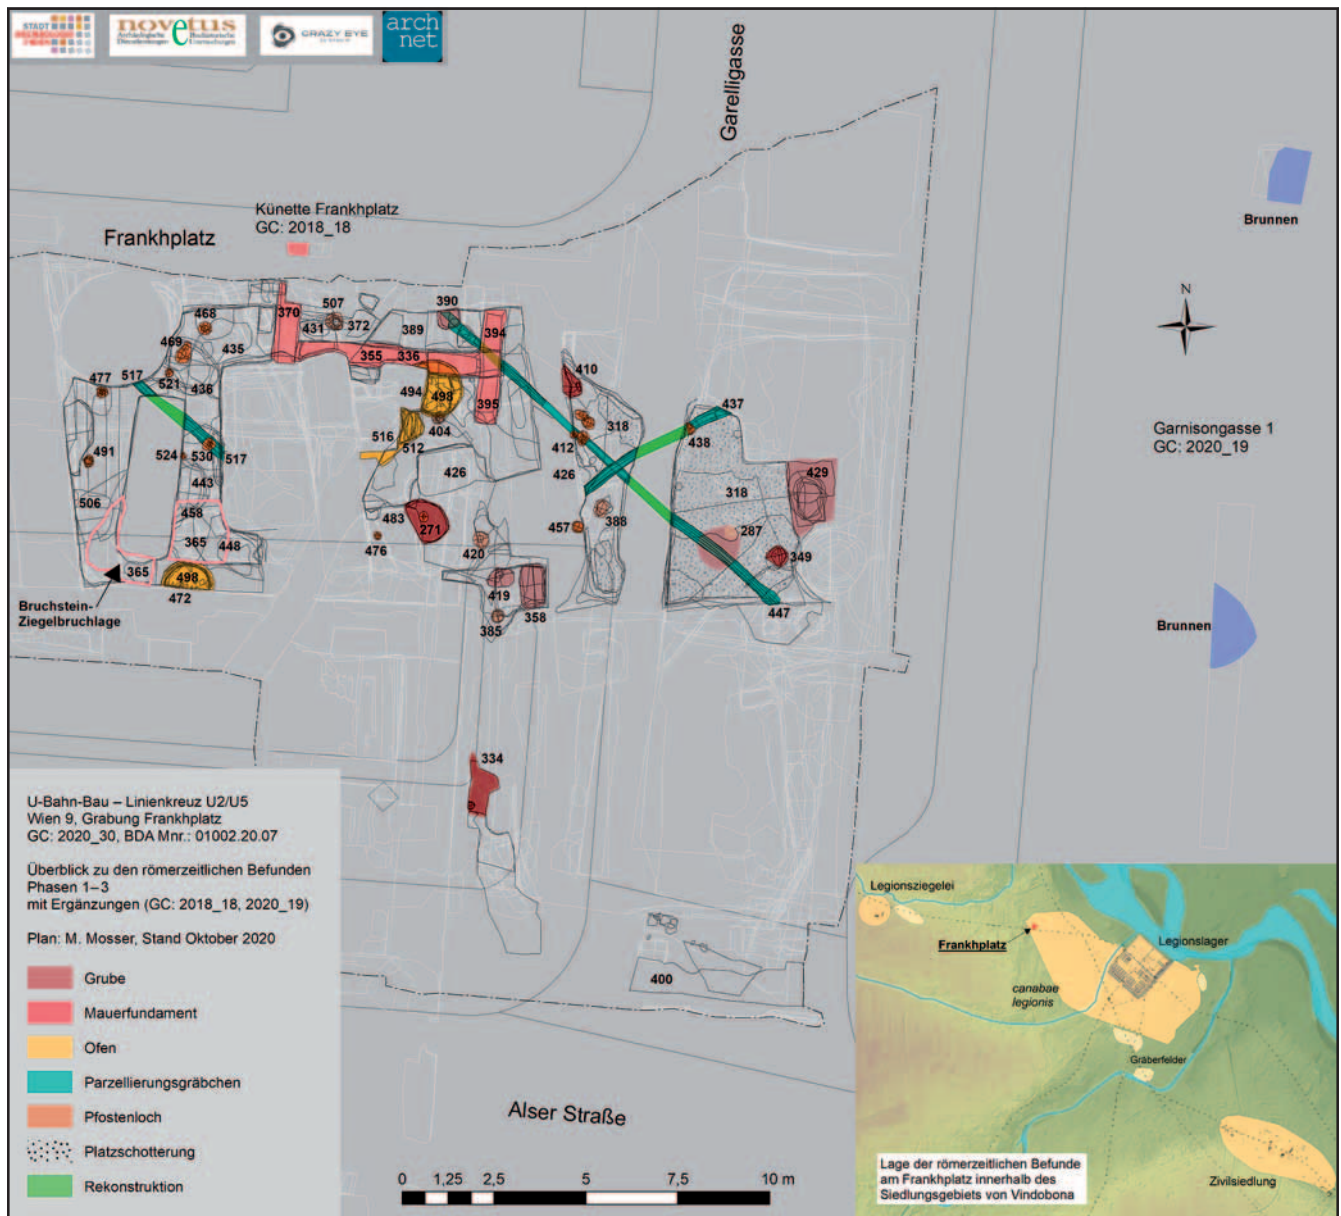 STADT
ARCHÄOLOGIE
WIEN
novetus
Archäologische
Dienstleistungen
CRAZY EYE
arch
net
Garelligasse
Künette Frankhplatz
GC: 2018_18
Frankhplatz
Brunnen
N
Garnisongasse 1
GC: 2020_19
Brunnen
468
469
435
370
507
431
372
389
390
394
355
336
477
517
521
436
494
498
395
404
410
318
437
438
412
516
512
491
524
530
517
443
426
426
318
429
506
458
483
271
457
388
287
476
420
349
365
448
365
498
472
419
358
385
447
Bruchstein-
Ziegelbruchlage
334
400
Alser Straße
U-Bahn-Bau – Linienkreuz U2/U5
Wien 9, Grabung Frankhplatz
GC: 2020_30, BDA Mnr.: 01002.20.07
Überblick zu den römerzeitlichen Befunden
Phasen 1–3
mit Ergänzungen (GC: 2018_18, 2020_19)
Plan: M. Mosser, Stand Oktober 2020
Grube
Mauerfundament
Ofen
Parzellierungsgräbchen
Pfostenloch
Platzschotterung
Rekonstruktion
0 1,25 2,5 5 7,5 10 m
Legionsziegelei
Frankhplatz
Legionslager
canabae
legionis
Gräberfelder
Zivilsiedlung
Lage der römerzeitlichen Befunde
am Frankhplatz innerhalb des
Siedlungsgebiets von Vindobona